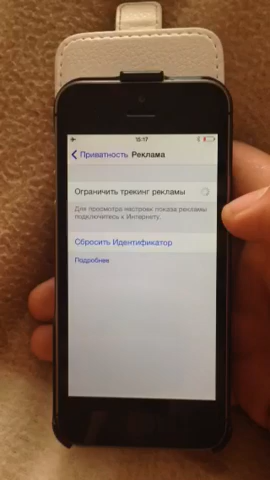 15:17
Приватность Реклама
Ограничить трекинг рекламы
Для просмотра настроек показа рекламы
подключитесь к Интернету.
Сбросить Идентификатор
Подробнее